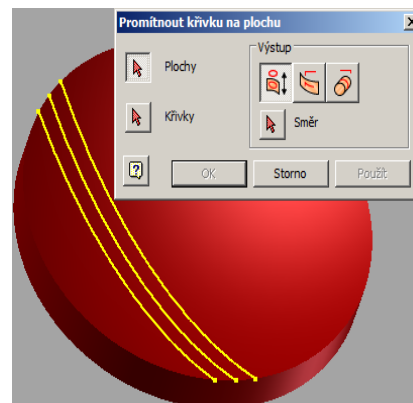 Promítnout křivku na plochu
Plochy
Výstup
Křivky
Směr
OK
Storno
Použít